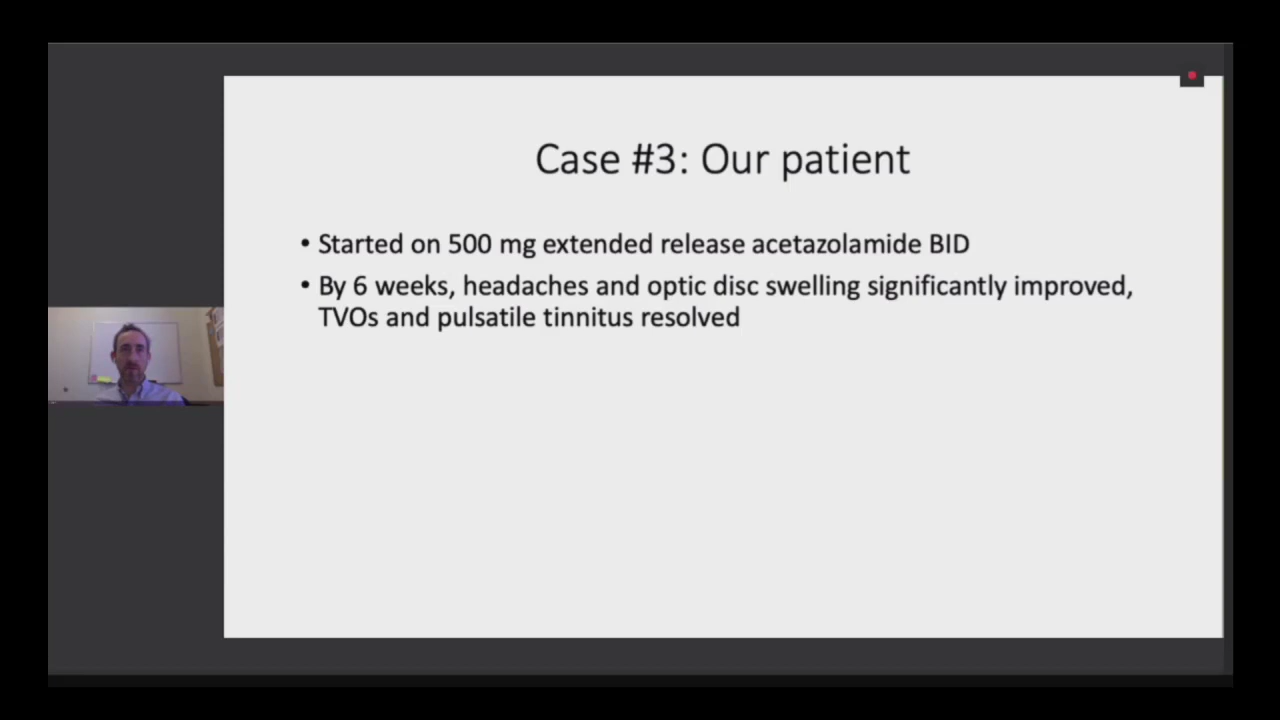 Case #3: Our patient
• Started on 500 mg extended release acetazolamide BID
• By 6 weeks, headaches and optic disc swelling significantly improved,
TVOs and pulsatile tinnitus resolved